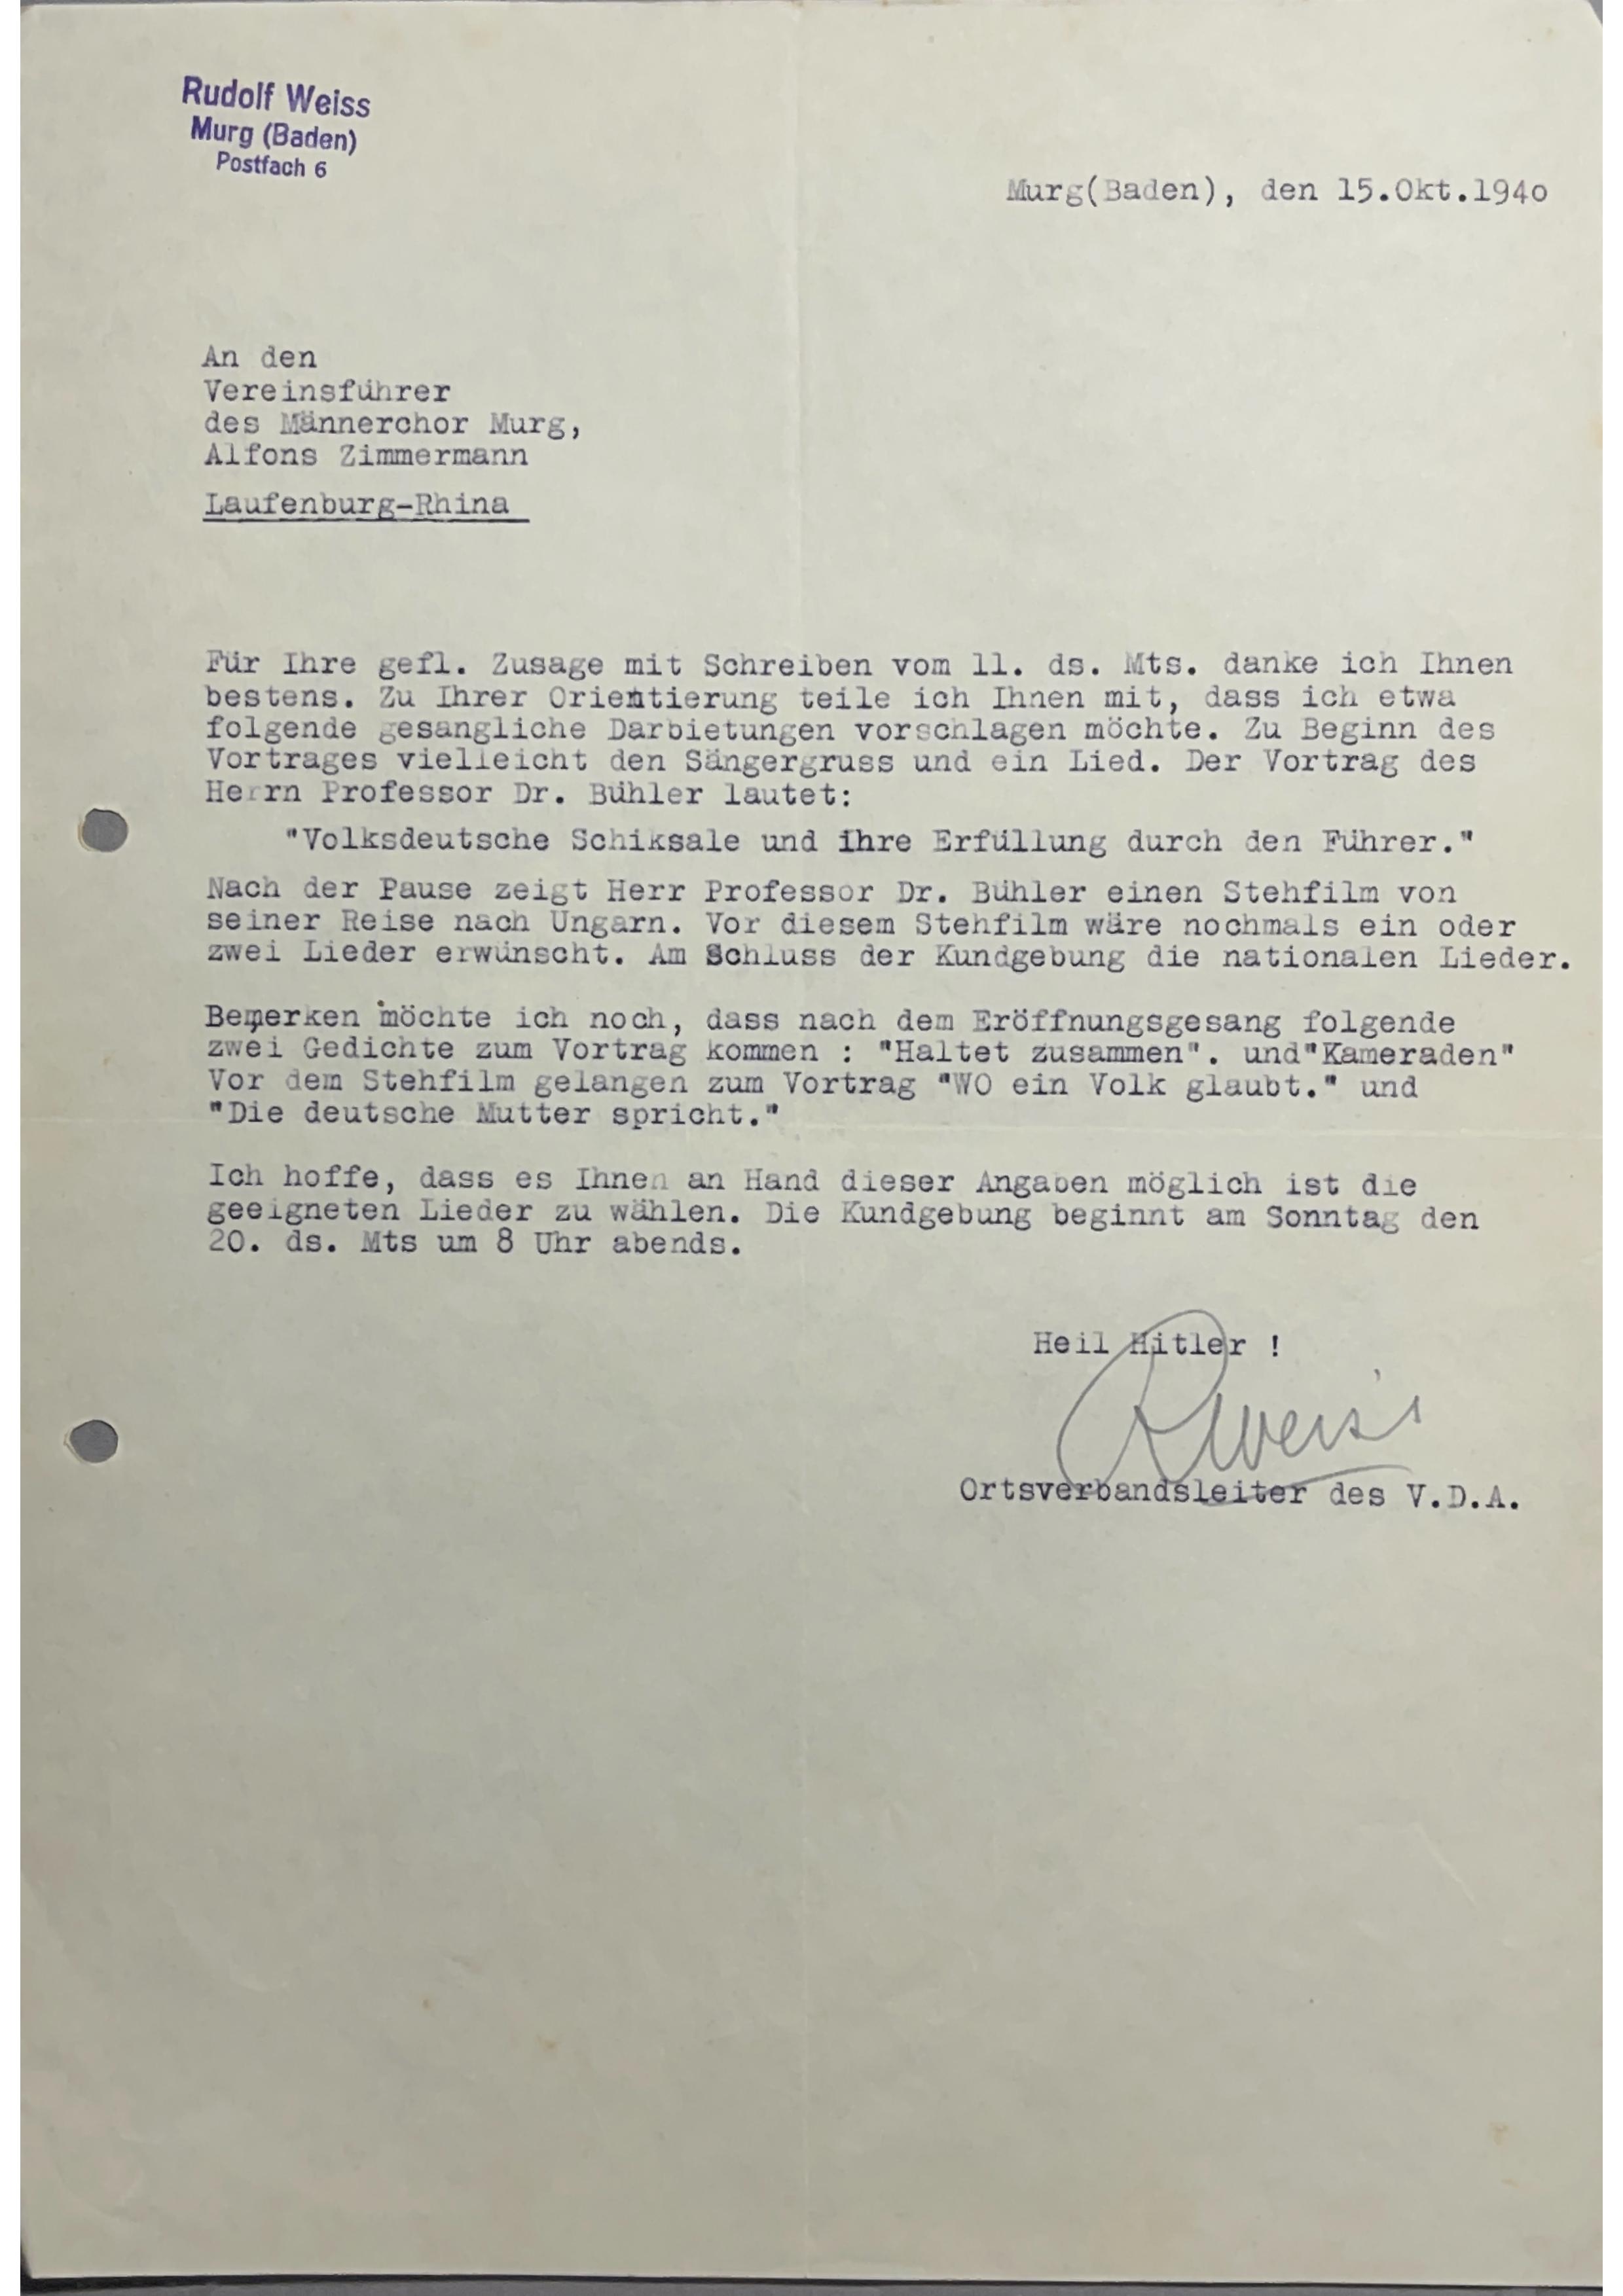 Rudolf Weiss
Murg (Baden)
Postfach 6
Murg(Baden), den 15.Okt.1940
An den
Vereinsführer
des Männerchor Murg,
Alfons Zimmermann
Laufenburg-Rhina
Für Ihre gefl. Zusage mit Schreiben vom 11. ds. Mts. danke ich Ihnen
bestens. Zu Ihrer Orientierung teile ich Ihnen mit, dass ich etwa
folgende gesangliche Darbietungen vorschlagen möchte. Zu Beginn des
Vortrages vielleicht den Sängergruss und ein Lied. Der Vortrag des
Herrn Professor Dr. Bühler lautet:
"Volksdeutsche Schiksale und ihre Erfüllung durch den Führer."
Nach der Pause zeigt Herr Professor Dr. Bühler einen Stehfilm von
seiner Reise nach Ungarn. Vor diesem Stehfilm wäre nochmals ein oder
zwei Lieder erwünscht. Am Schluss der Kundgebung die nationalen Lieder.
Bemerken möchte ich noch, dass nach dem Eröffnungsgesang folgende
zwei Gedichte zum Vortrag kommen : "Haltet zusammen". und"Kameraden"
Vor dem Stehfilm gelangen zum Vortrag "WO ein Volk glaubt." und
"Die deutsche Mutter spricht."
Ich hoffe, dass es Ihnen an Hand dieser Angaben möglich ist die
geeigneten Lieder zu wählen. Die Kundgebung beginnt am Sonntag den
20. ds. Mts um 8 Uhr abends.
Heil Hitler !
RWeiss
Ortsverbandsleiter des V.D.A.